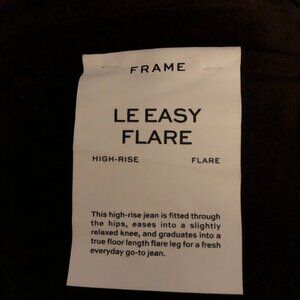 FRAME
LE EASY
FLARE
HIGH-RISE FLARE
This high-rise jean is fitted through
the hips, eases into a slightly
relaxed knee, and graduates into a
true floor length flare leg for a fresh
everyday go-to jean.